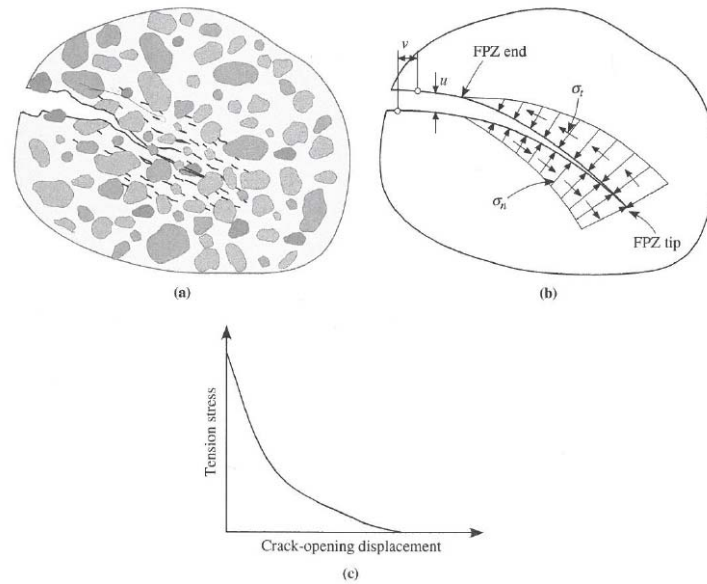 v
FPZ end
u
σt
σn
FPZ tip
(a)
(b)
Tension stress
Crack-opening displacement
(c)